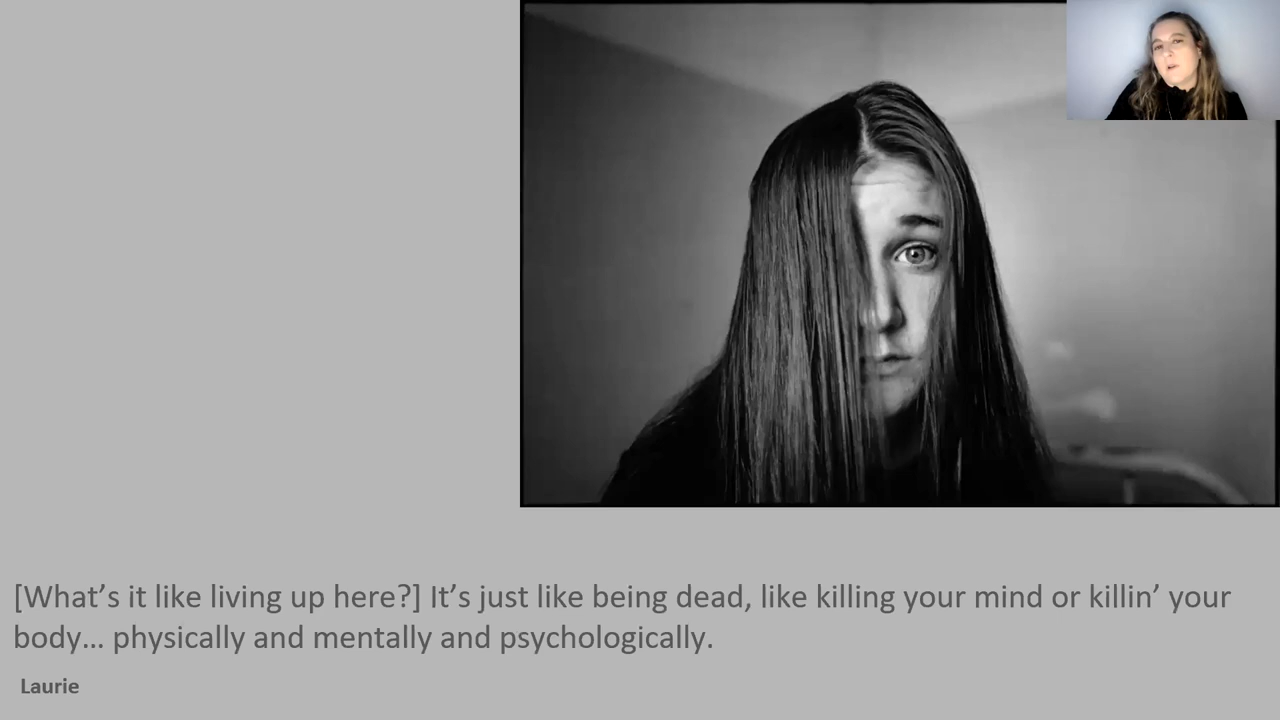 [What’s it like living up here?] It’s just like being dead, like killing your mind or killin’ your
body… physically and mentally and psychologically.
Laurie